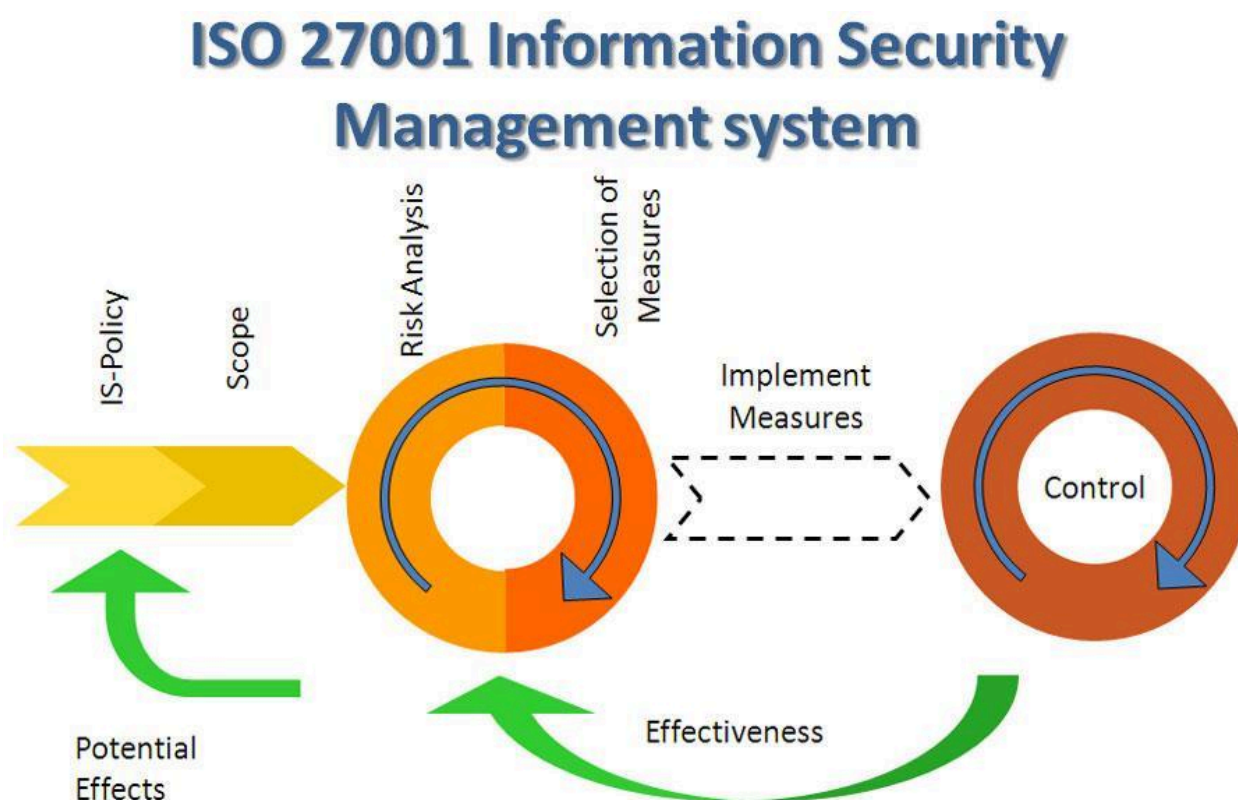 ISO 27001 Information Security
Management system
IS-Policy
Scope
Risk Analysis
Selection of
Measures
Implement
Measures
Control
Effectiveness
Potential
Effects